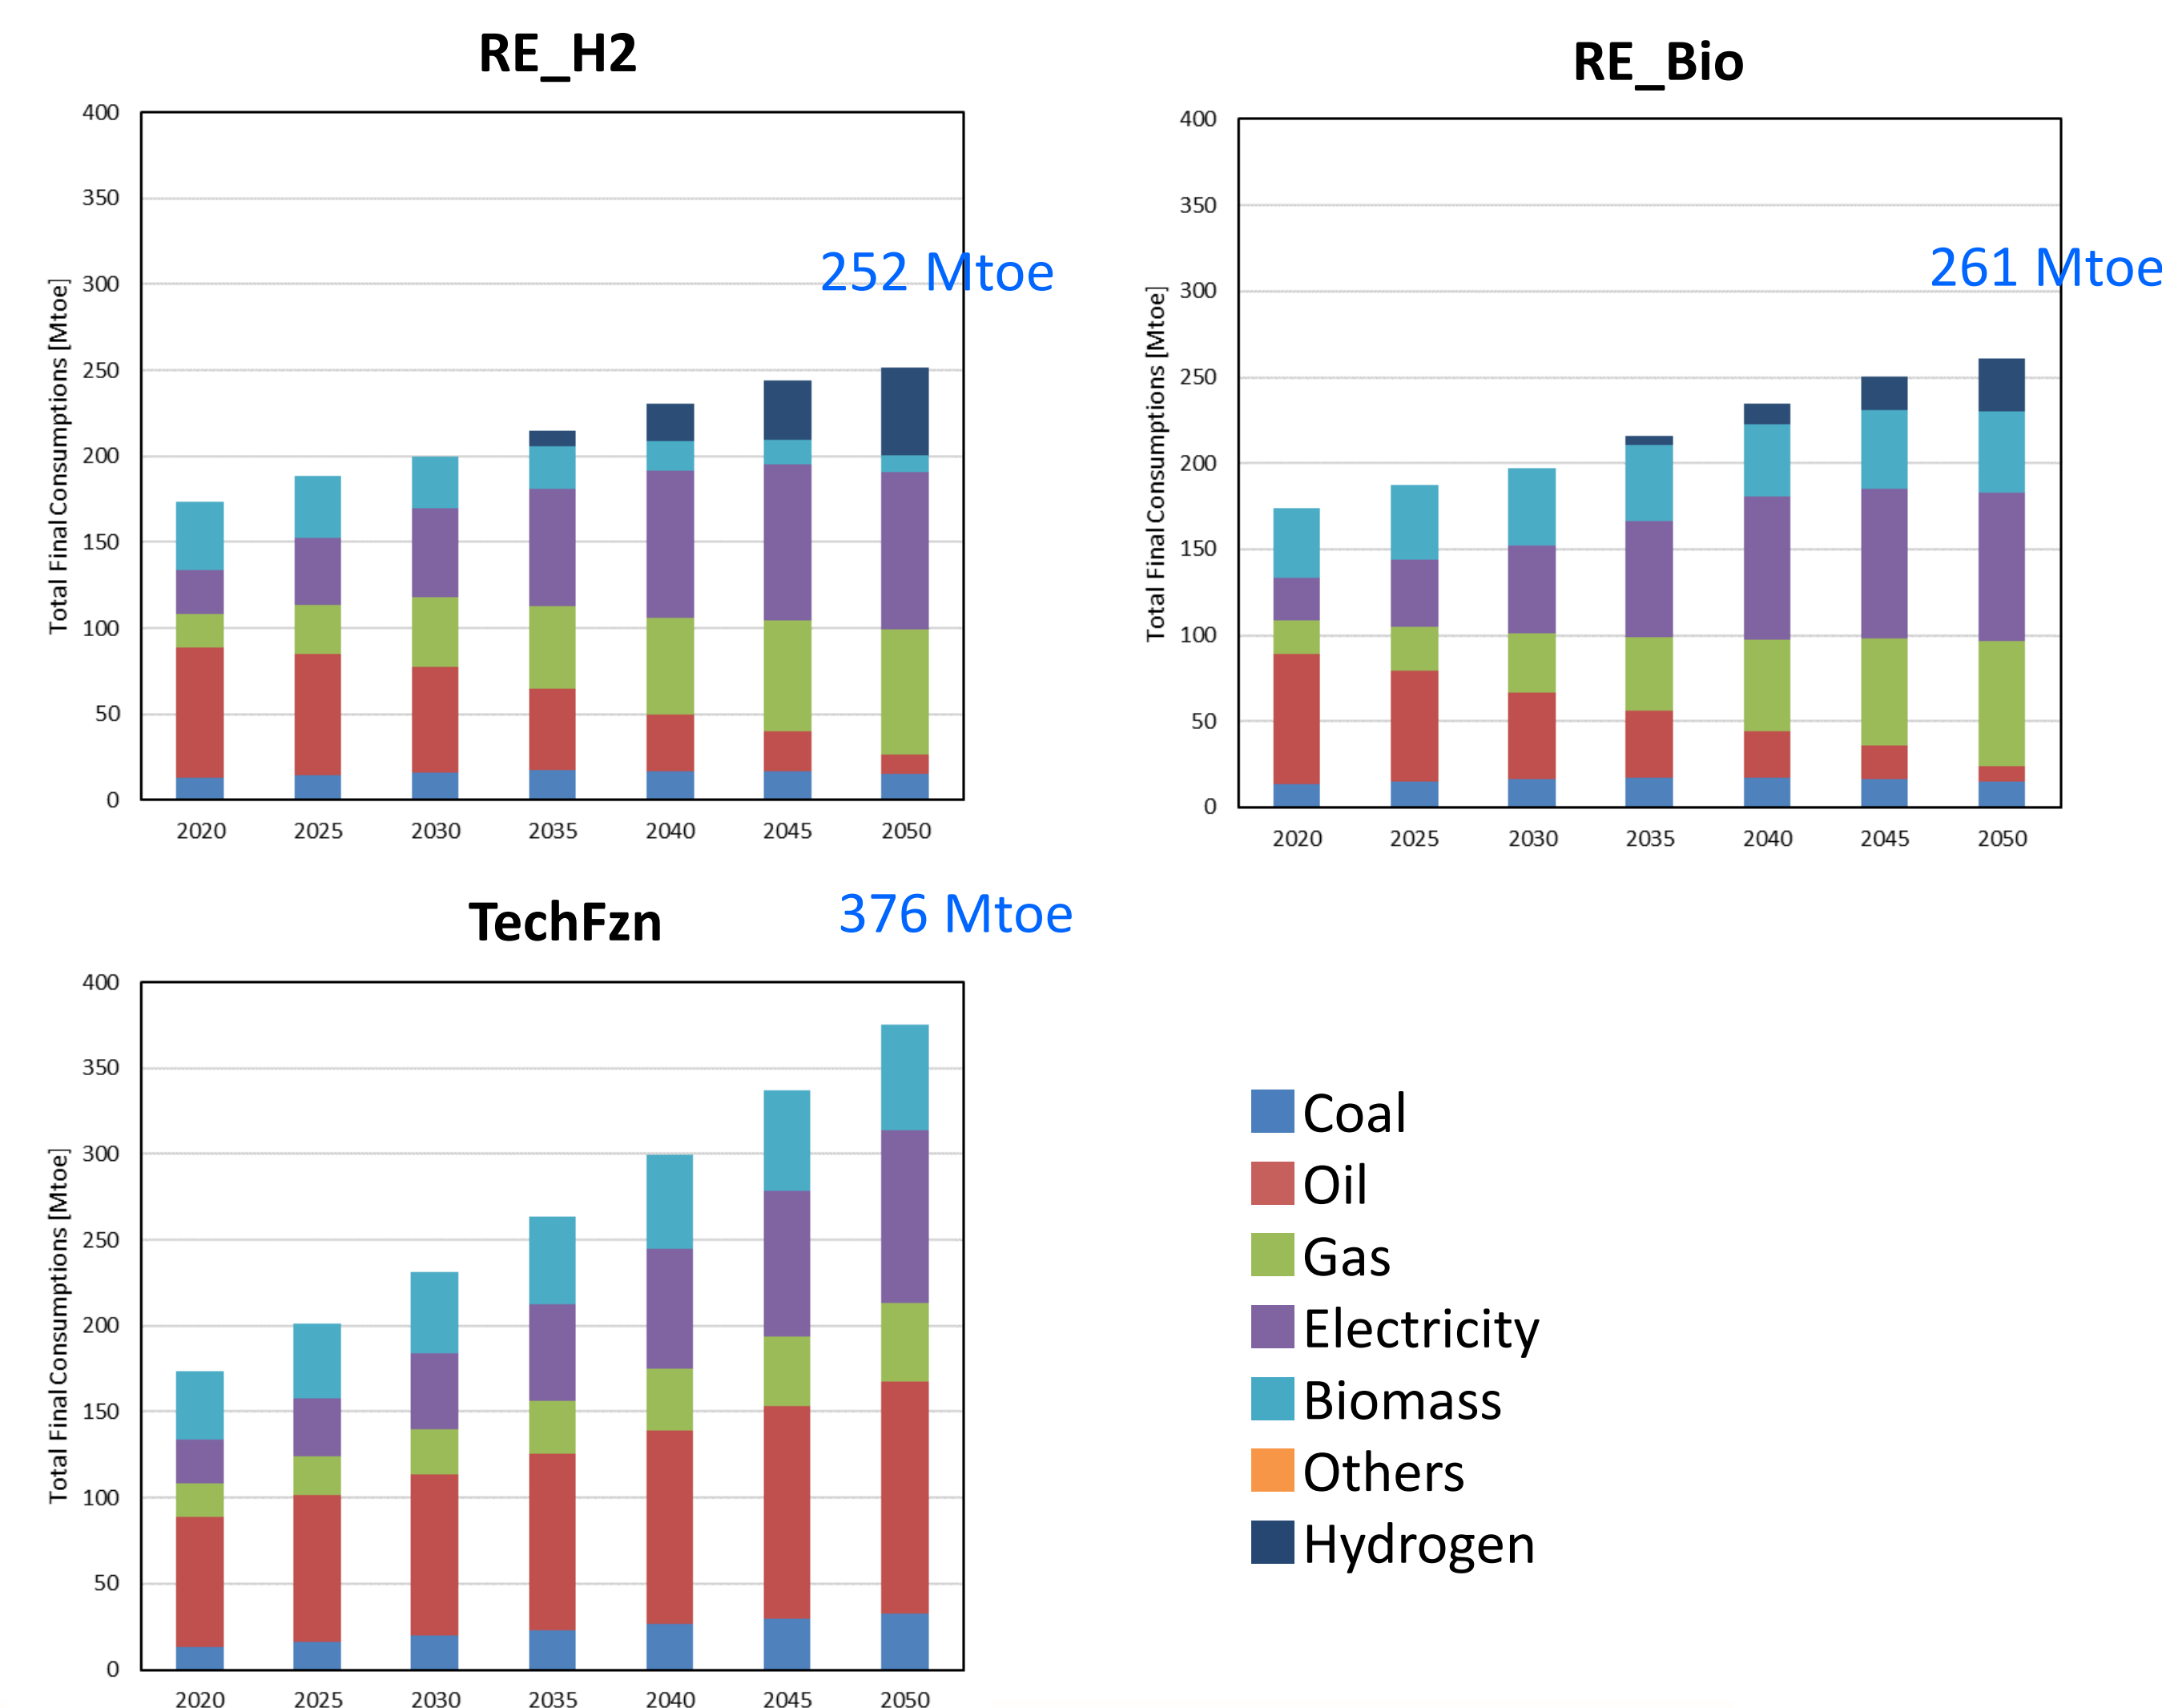 RE_H2
400
350
300
250
200
150
100
50
0
Total Final Consumptions [Mtoe]
252 Mtoe
2020 2025 2030 2035 2040 2045 2050
RE_Bio
400
350
300
250
200
150
100
50
0
Total Final Consumptions [Mtoe]
261 Mtoe
2020 2025 2030 2035 2040 2045 2050
TechFzn
376 Mtoe
400
350
300
250
200
150
100
50
0
Total Final Consumptions [Mtoe]
2020 2025 2030 2035 2040 2045 2050
Coal
Oil
Gas
Electricity
Biomass
Others
Hydrogen